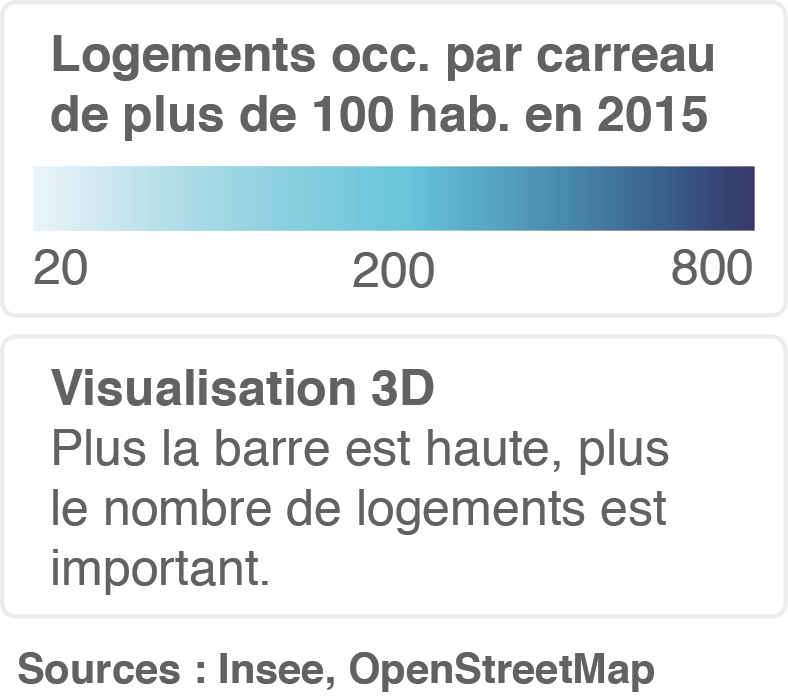 Logements occ. par carreau
de plus de 100 hab. en 2015
20 200 800
Visualisation 3D
Plus la barre est haute, plus
le nombre de logements est
important.
Sources : Insee, OpenStreetMap